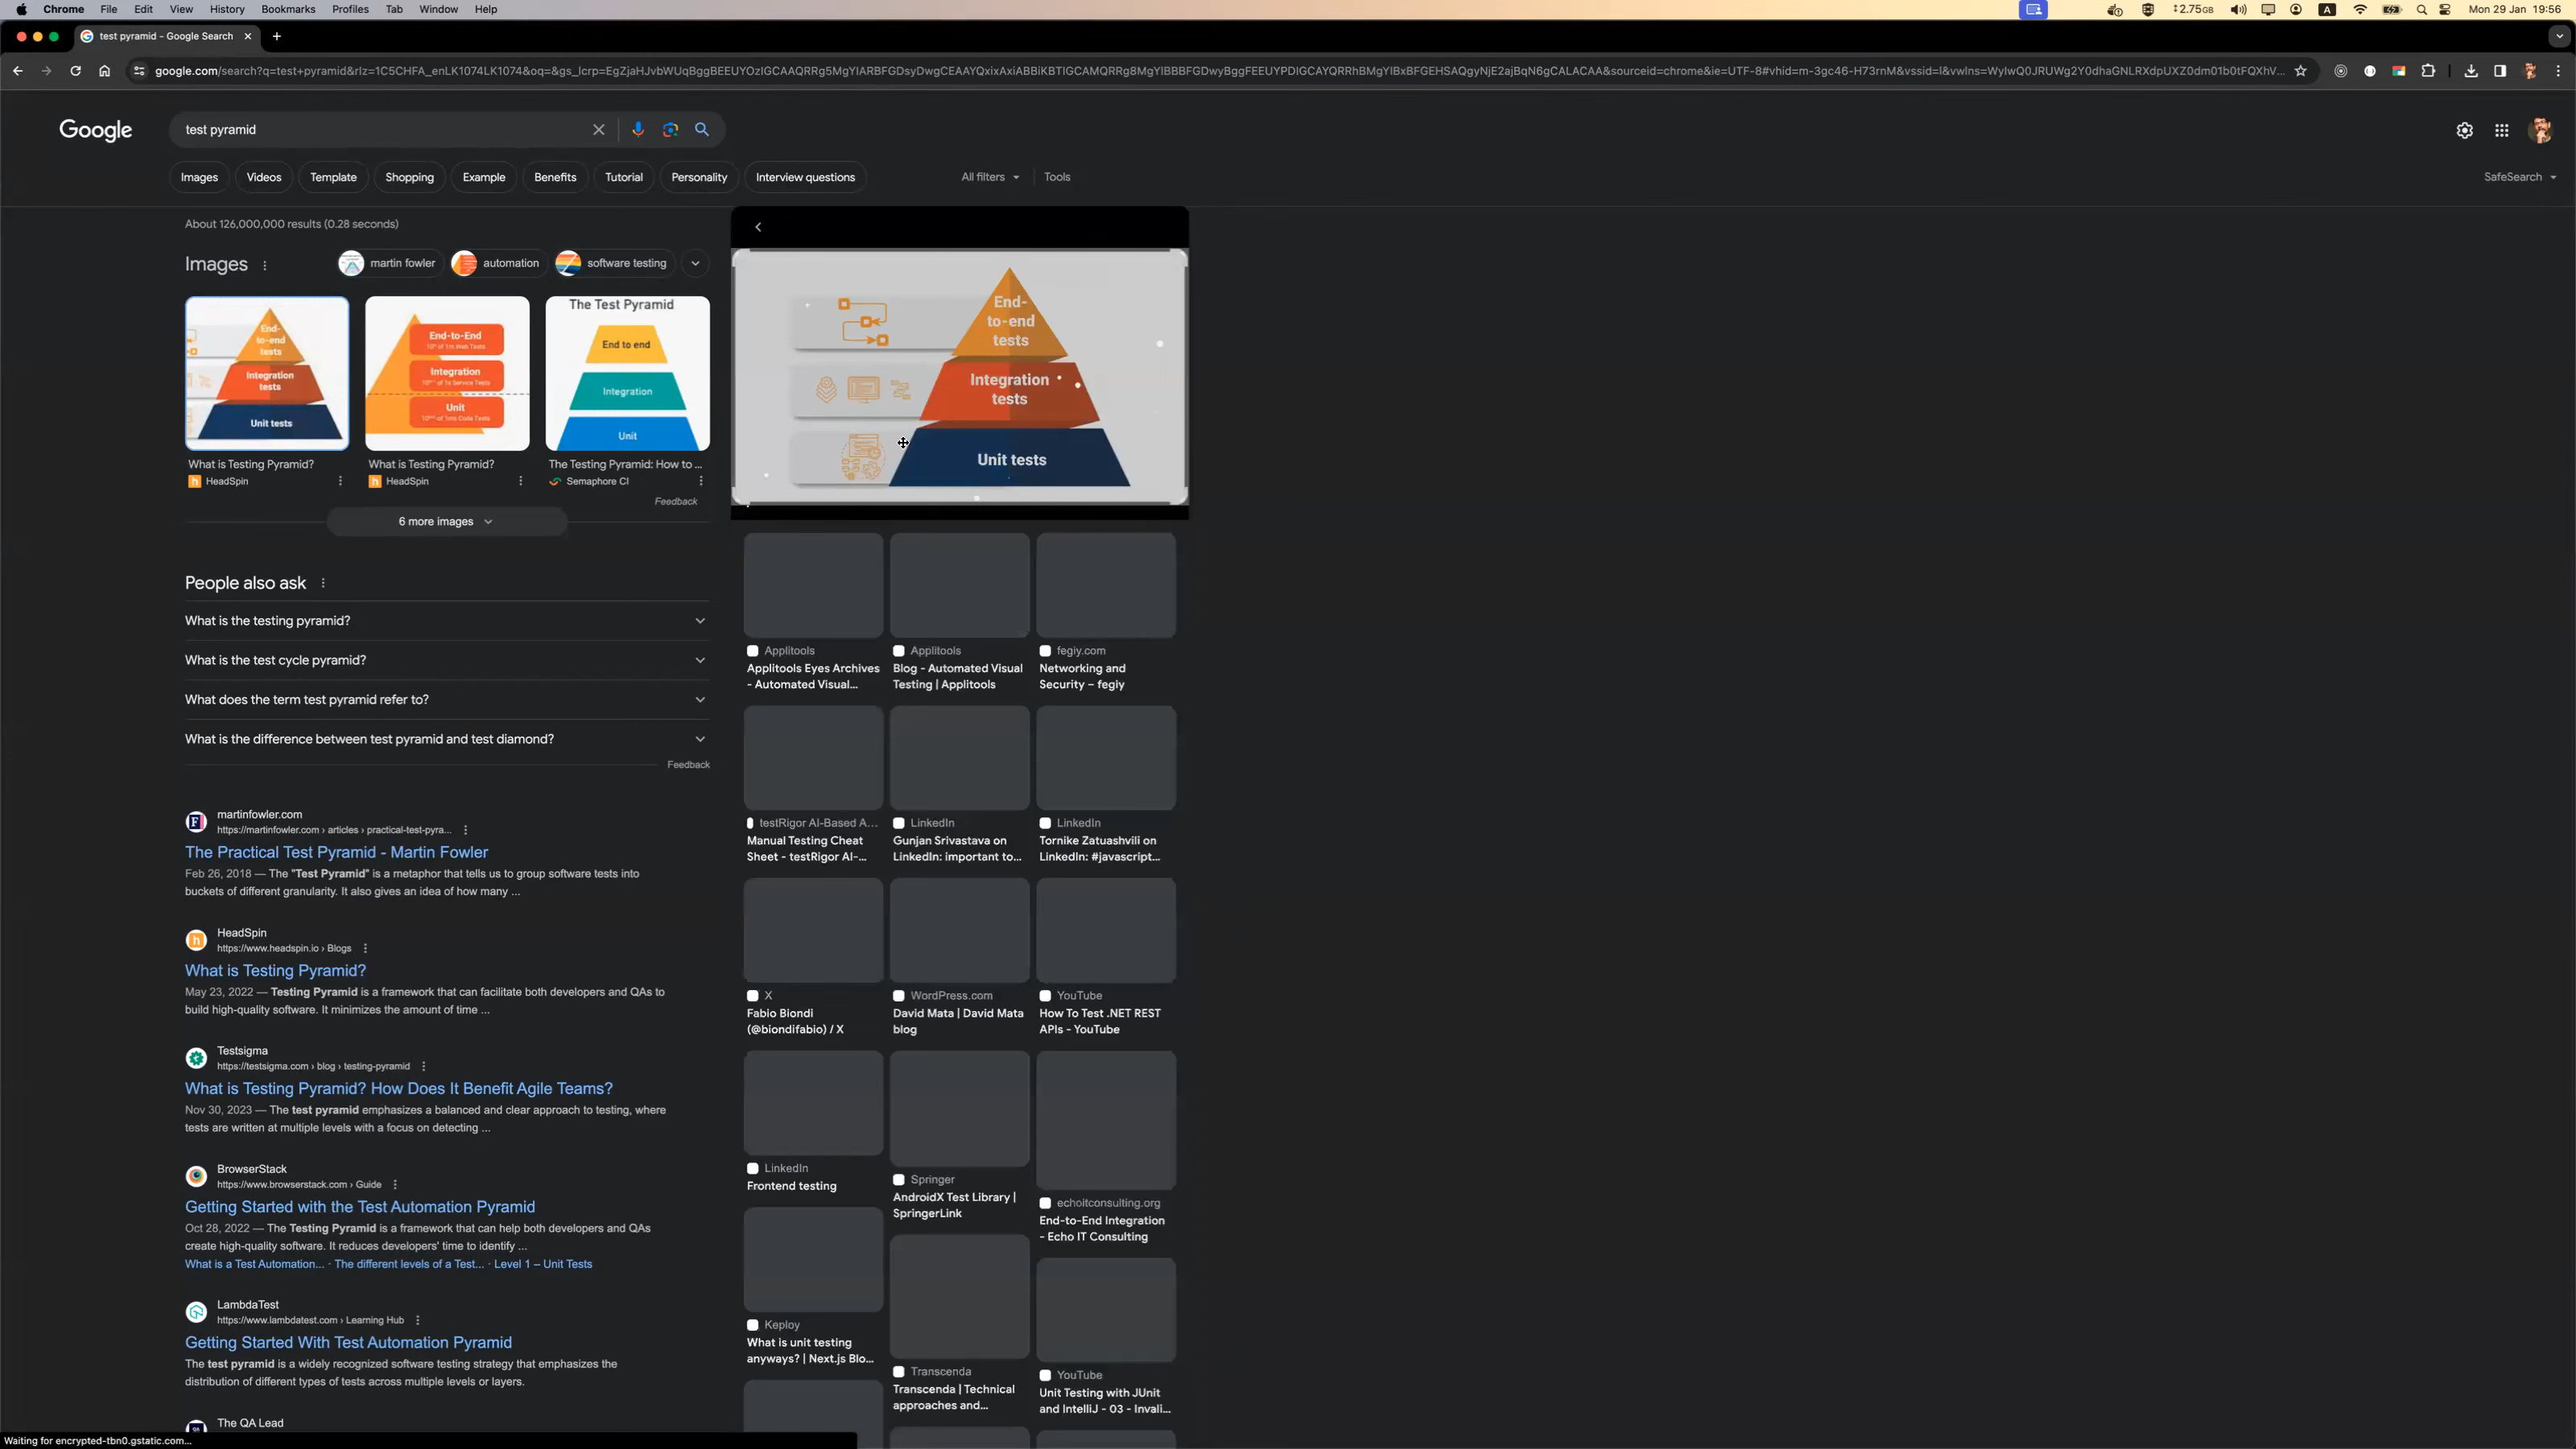 Chrome File Edit View History Bookmarks Profiles Tab Window Help
2.75GB A Mon 29 Jan 19:56
test pyramid - Google Search
Google
test pyramid
Images Videos Template Shopping Example Benefits Tutorial Personality Interview questions All filters Tools SafeSearch
About 126,000,000 results (0.28 seconds)
Images martin fowler automation software testing
End-
to-end
tests
Integration
tests
Unit tests
End-to-End
Integration
Unit
The Test Pyramid
End to end
Integration
Unit
What is Testing Pyramid?
HeadSpin
What is Testing Pyramid?
HeadSpin
The Testing Pyramid: How to ...
Semaphore CI
Feedback
6 more images
People also ask
What is the testing pyramid?
What is the test cycle pyramid?
What does the term test pyramid refer to?
What is the difference between test pyramid and test diamond?
Feedback
martinfowler.com
https://martinfowler.com › articles › practical-test-pyra...
The Practical Test Pyramid - Martin Fowler
Feb 26, 2018 — The "Test Pyramid" is a metaphor that tells us to group software tests into
buckets of different granularity. It also gives an idea of how many ...
HeadSpin
https://www.headspin.io › Blogs
What is Testing Pyramid?
May 23, 2022 — Testing Pyramid is a framework that can facilitate both developers and QAs to
build high-quality software. It minimizes the amount of time ...
Testsigma
https://testsigma.com › blog › testing-pyramid
What is Testing Pyramid? How Does It Benefit Agile Teams?
Nov 30, 2023 — The test pyramid emphasizes a balanced and clear approach to testing, where
tests are written at multiple levels with a focus on detecting ...
BrowserStack
https://www.browserstack.com › Guide
Getting Started with the Test Automation Pyramid
Oct 28, 2022 — The Testing Pyramid is a framework that can help both developers and QAs
create high-quality software. It reduces developers' time to identify ...
What is a Test Automation... · The different levels of a Test... · Level 1 – Unit Tests
LambdaTest
https://www.lambdatest.com › Learning Hub
Getting Started With Test Automation Pyramid
The test pyramid is a widely recognized software testing strategy that emphasizes the
distribution of different types of tests across multiple levels or layers.
The QA Lead
Waiting for encrypted-tbn0.gstatic.com...
End-
to-end
tests
Integration
tests
Unit tests
Applitools
Applitools Eyes Archives
- Automated Visual...
Applitools
Blog - Automated Visual
Testing | Applitools
fegiy.com
Networking and
Security – fegiy
testRigor AI-Based A...
Manual Testing Cheat
Sheet - testRigor AI-...
LinkedIn
Gunjan Srivastava on
LinkedIn: important to...
LinkedIn
Tornike Zatuashvili on
LinkedIn: #javascript...
X
Fabio Biondi
(@biondifabio) / X
WordPress.com
David Mata | David Mata
blog
YouTube
How To Test .NET REST
APIs - YouTube
LinkedIn
Frontend testing
Springer
AndroidX Test Library |
SpringerLink
echoitconsulting.org
End-to-End Integration
- Echo IT Consulting
Keploy
What is unit testing
anyways? | Next.js Blo...
Transcenda
Transcenda | Technical
approaches and...
YouTube
Unit Testing with JUnit
and IntelliJ - 03 - Invali...